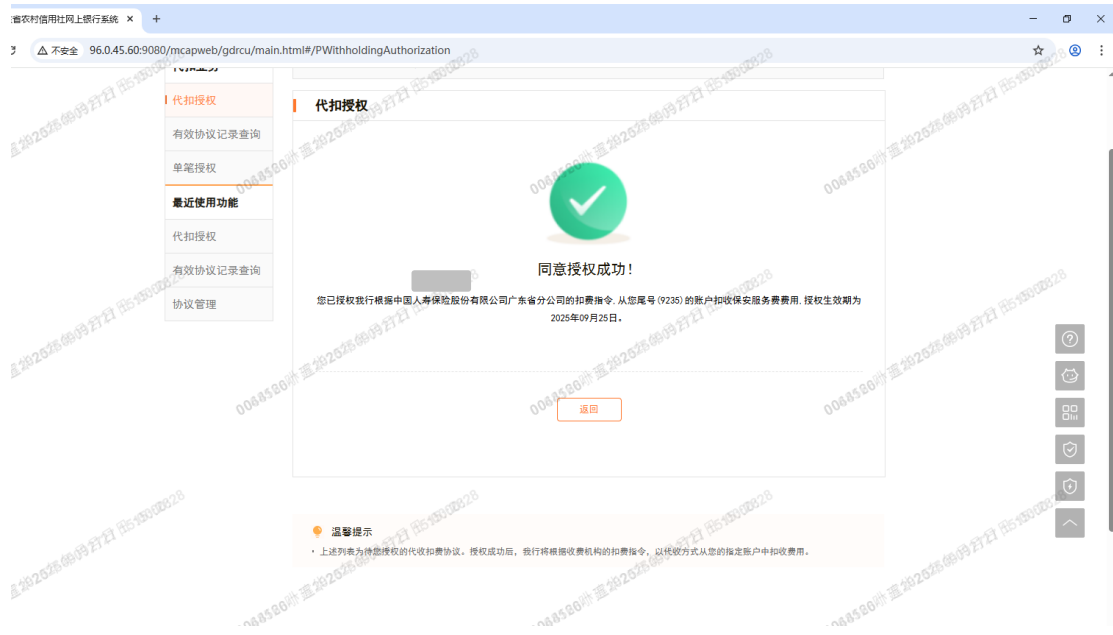 省农村信用社网上银行系统
不安全 96.0.45.60:9080/mcapweb/gdrcu/main.html#/PWithholdingAuthorization
代扣授权
有效协议记录查询
单笔授权
最近使用功能
代扣授权
有效协议记录查询
协议管理
代扣授权
同意授权成功！
您已授权我行根据中国人寿保险股份有限公司广东省分公司的扣费指令, 从您尾号(9235)的账户扣收保安服务费费用, 授权生效期为
2025年09月25日。
返回
温馨提示
• 上述列表为待您授权的代收扣费协议。授权成功后，我行将根据收费机构的扣费指令，以代收方式从您的指定账户中扣收费用。